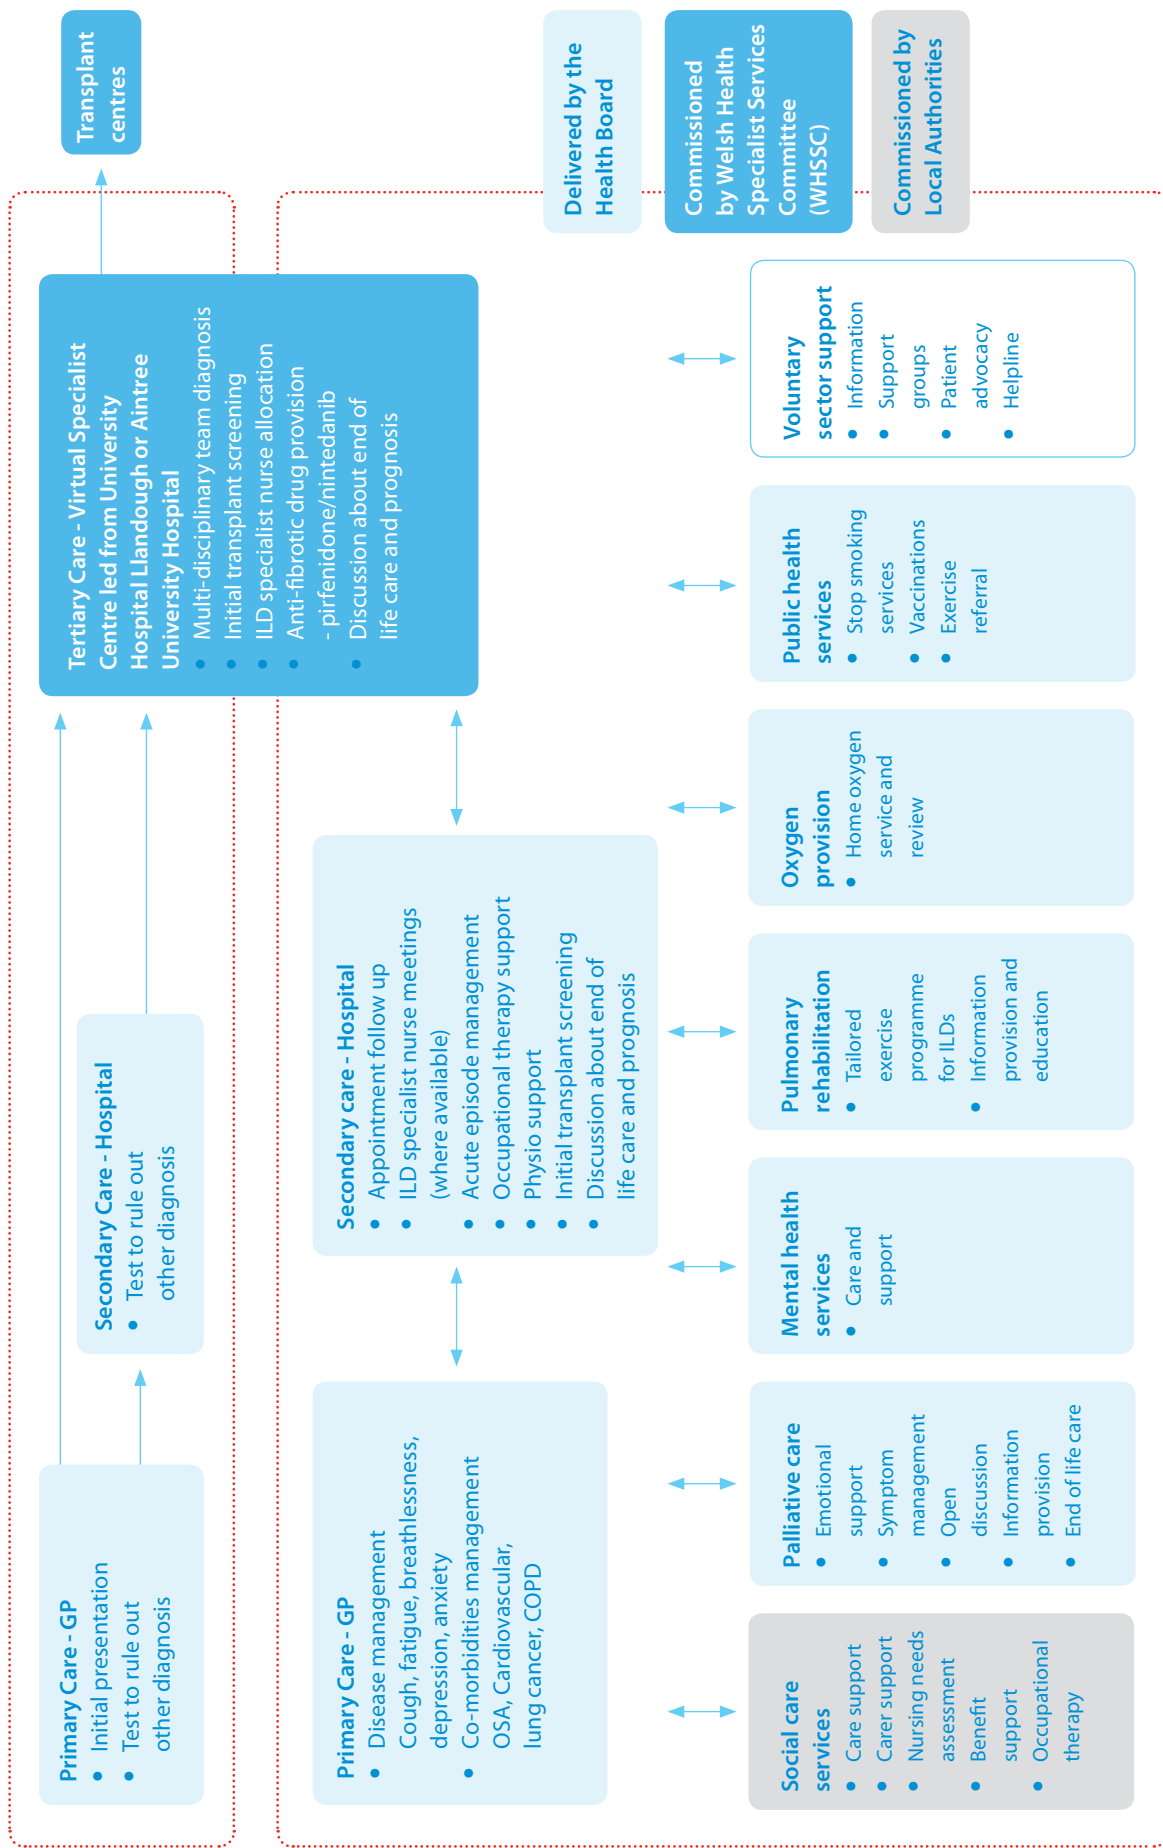 Primary Care - GP
• Initial presentation
• Test to rule out
other diagnosis
Secondary Care - Hospital
• Test to rule out
other diagnosis
Tertiary Care - Virtual Specialist
Centre led from University
Hospital Llandough or Aintree
University Hospital
• Multi-disciplinary team diagnosis
• Initial transplant screening
• ILD specialist nurse allocation
• Anti-fibrotic drug provision
- pirfenidone/nintedanib
• Discussion about end of
life care and prognosis
Transplant
centres
Primary Care - GP
• Disease management
Cough, fatigue, breathlessness,
depression, anxiety
• Co-morbidities management
OSA, Cardiovascular,
lung cancer, COPD
Secondary care - Hospital
• Appointment follow up
• ILD specialist nurse meetings
(where available)
• Acute episode management
• Occupational therapy support
• Physio support
• Initial transplant screening
• Discussion about end of
life care and prognosis
Social care
services
• Care support
• Carer support
• Nursing needs
assessment
• Benefit
support
• Occupational
therapy
Palliative care
• Emotional
support
• Symptom
management
• Open
discussion
• Information
provision
• End of life care
Mental health
services
• Care and
support
Pulmonary
rehabilitation
• Tailored
exercise
programme
for ILDs
• Information
provision and
education
Oxygen
provision
• Home oxygen
service and
review
Public health
services
• Stop smoking
services
• Vaccinations
• Exercise
referral
Voluntary
sector support
• Information
• Support
groups
• Patient
advocacy
• Helpline
Delivered by the
Health Board
Commissioned
by Welsh Health
Specialist Services
Committee
(WHSSC)
Commissioned by
Local Authorities